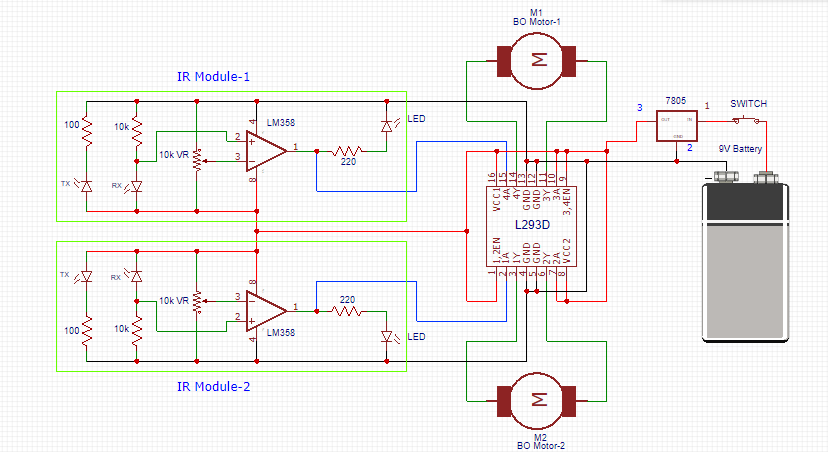 M1
BO Motor-1
IR Module-1
7805
SWITCH
3
1
OUT
IN
GND
2
9V Battery
100
10k
10k VR
4
LM358
2
3
1
8
220
LED
TX
RX
16 15 14 13 12 11 10 9
VCC1 4A 4Y GND GND 3Y 3A 3,4EN
L293D
1,2EN 1A 1Y GND GND 2Y 2A VCC2
1 2 3 4 5 6 7 8
TX
RX
10k VR
8
3
2
1
4
LM358
220
LED
100
10k
IR Module-2
M
M
M2
BO Motor-2